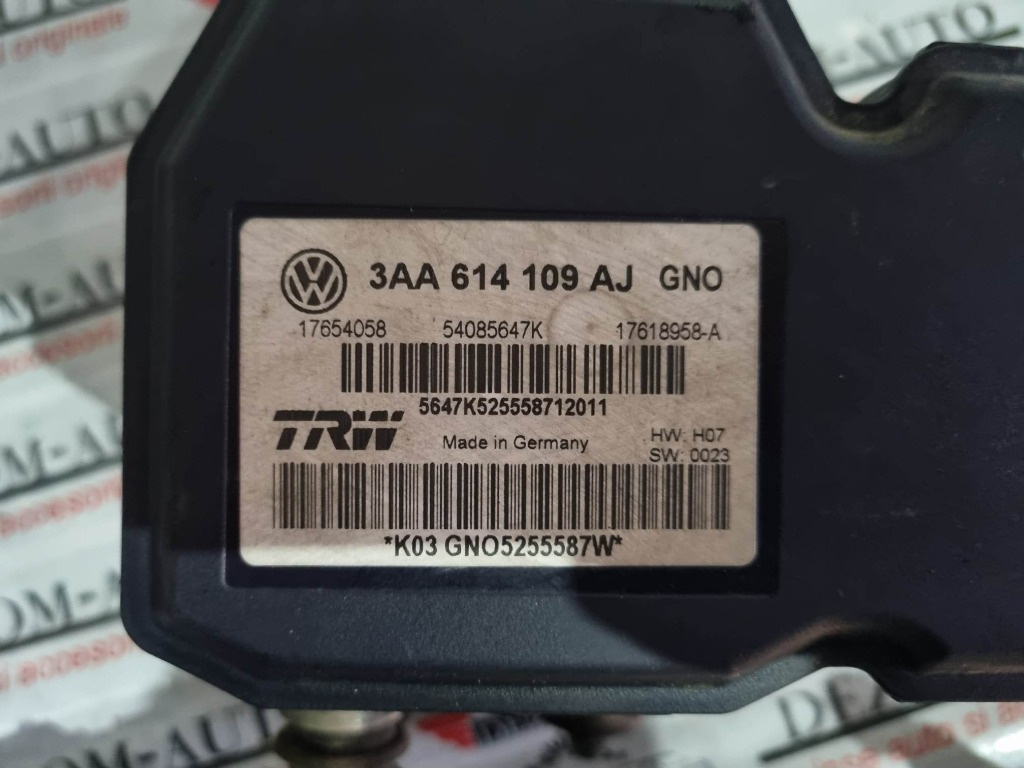 3AA 614 109 AJ GNO
17654058 54085647K 17618958-A
5647K525558712011
TRW Made in Germany HW: H07
SW: 0023
*K03 GNO5255587W*